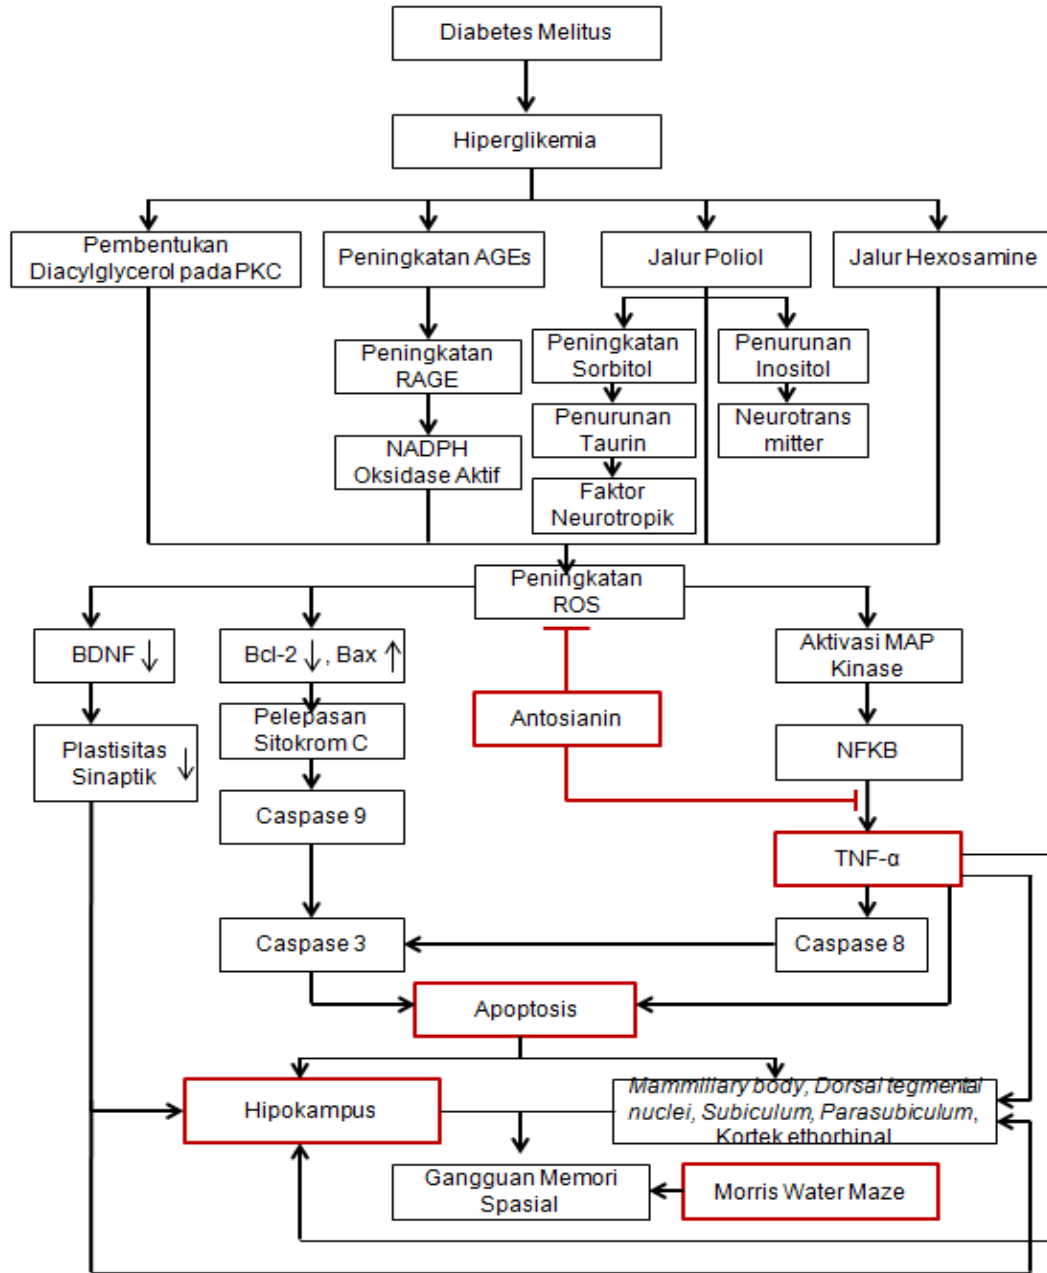 Diabetes Melitus
Hiperglikemia
Pembentukan
Diacylglycerol pada PKC
Peningkatan AGEs
Jalur Poliol
Jalur Hexosamine
Peningkatan
RAGE
Peningkatan
Sorbitol
Penurunan
Inositol
NADPH
Oksidase Aktif
Penurunan
Taurin
Neurotrans
mitter
Faktor
Neurotropik
Peningkatan
ROS
BDNF ↓
Bcl-2 ↓, Bax ↑
Aktivasi MAP
Kinase
Plastisitas
Sinaptik ↓
Pelepasan
Sitokrom C
Antosianin
NFKB
Caspase 9
TNF-α
Caspase 3
Caspase 8
Apoptosis
Hipokampus
Mammillary body, Dorsal tegmental
nuclei, Subiculum, Parasubiculum,
Kortek ethorhinal
Gangguan Memori
Spasial
Morris Water Maze